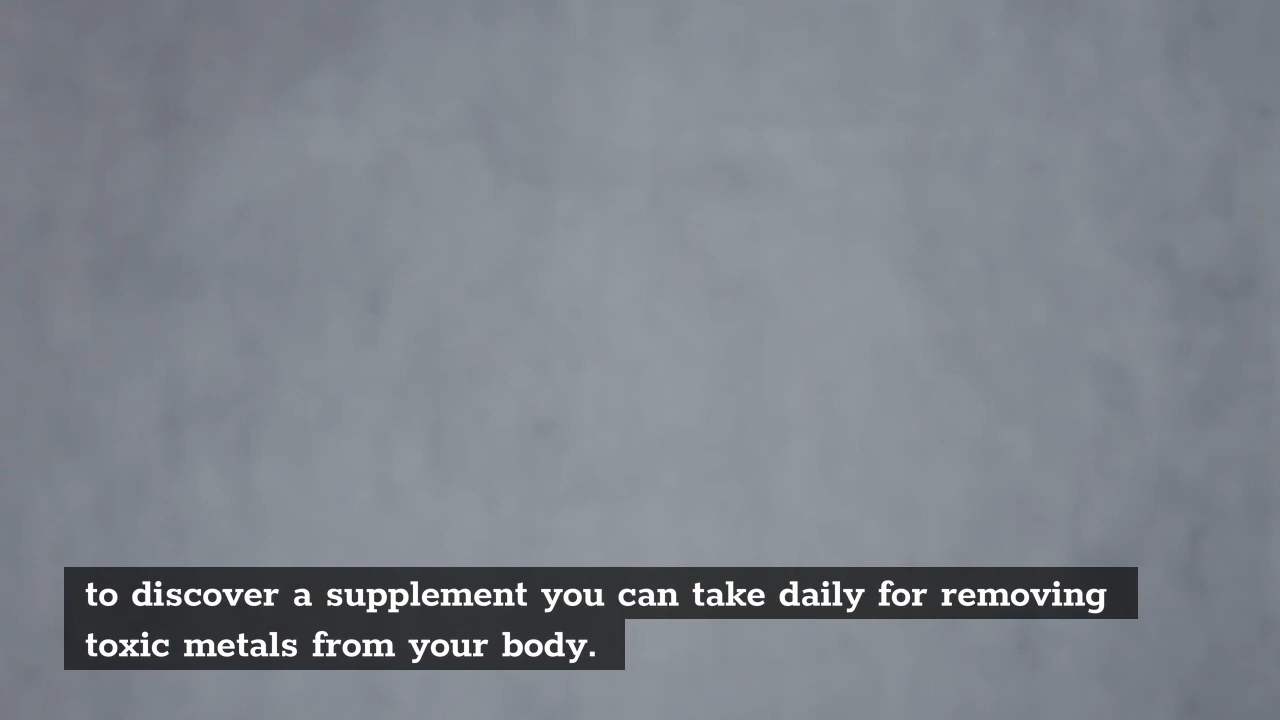 to discover a supplement you can take daily for removing
toxic metals from your body.